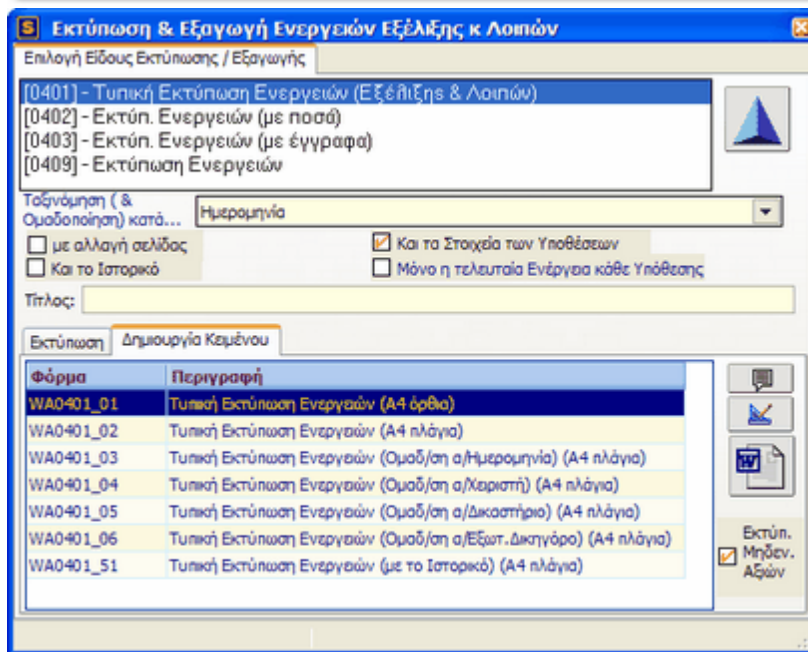 Εκτύπωση & Εξαγωγή Ενεργειών Εξέλιξης κ Λοιπών
Επιλογή Είδους Εκτύπωσης / Εξαγωγής
[0401] - Τυπική Εκτύπωση Ενεργειών (Εξέλιξης & Λοιπών)
[0402] - Εκτύπ. Ενεργειών (με ποσά)
[0403] - Εκτύπ. Ενεργειών (με έγγραφα)
[0409] - Εκτύπωση Ενεργειών
Ταξινόμηση ( &
Ομαδοποίηση) κατά...
Ημερομηνία
με αλλαγή σελίδας
Και τα Στοιχεία των Υποθέσεων
Και το Ιστορικό
Μόνο η τελευταία Ενέργεια κάθε Υπόθεσης
Τίτλος:
Εκτύπωση
Δημιουργία Κειμένου
Φόρμα Περιγραφή
WA0401_01 Τυπική Εκτύπωση Ενεργειών (Α4 όρθια)
WA0401_02 Τυπική Εκτύπωση Ενεργειών (Α4 πλάγια)
WA0401_03 Τυπική Εκτύπωση Ενεργειών (Ομαδ/ση α/Ημερομηνία) (Α4 πλάγια)
WA0401_04 Τυπική Εκτύπωση Ενεργειών (Ομαδ/ση α/Χειριστή) (Α4 πλάγια)
WA0401_05 Τυπική Εκτύπωση Ενεργειών (Ομαδ/ση α/Δικαστήριο) (Α4 πλάγια)
WA0401_06 Τυπική Εκτύπωση Ενεργειών (Ομαδ/ση α/Εξωτ.Δικηγόρο) (Α4 πλάγια)
WA0401_51 Τυπική Εκτύπωση Ενεργειών (με το Ιστορικό) (Α4 πλάγια)
Εκτύπ.
Μηδεν.
Αξιών